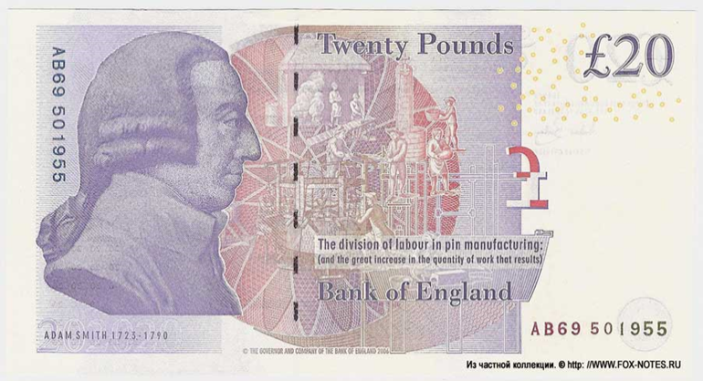 Twenty Pounds
£20
AB69 501955
The division of labour in pin manufacturing:
(and the great increase in the quantity of work that results)
Bank of England
ADAM SMITH 1723-1790
AB69 501955
© THE GOVERNOR AND COMPANY OF THE BANK OF ENGLAND 2006
Из частной коллекции. © http: //WWW.FOX-NOTES.RU